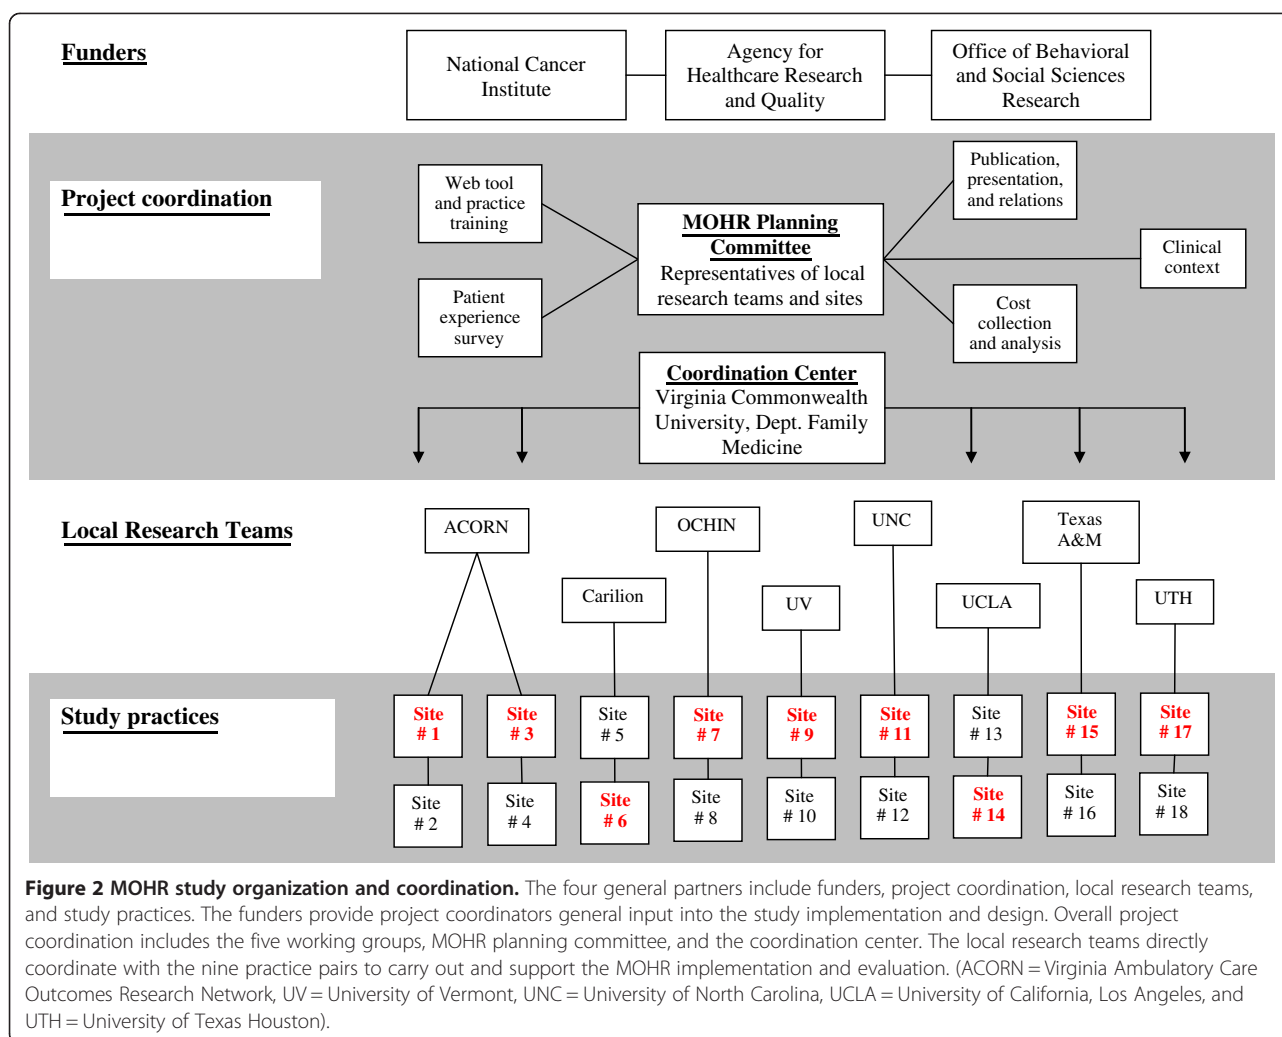 Funders
National Cancer
Institute
Agency for
Healthcare Research
and Quality
Office of Behavioral
and Social Sciences
Research
Project coordination
Web tool
and practice
training
Patient
experience
survey
MOHR Planning
Committee
Representatives of local
research teams and sites
Publication,
presentation,
and relations
Clinical
context
Cost
collection
and analysis
Coordination Center
Virginia Commonwealth
University, Dept. Family
Medicine
Local Research Teams
ACORN
Carilion
OCHIN
UV
UNC
UCLA
Texas
A&M
UTH
Study practices
Site
# 1
Site
# 3
Site
# 5
Site
# 7
Site
# 9
Site
# 11
Site
# 13
Site
# 15
Site
# 17
Site
# 2
Site
# 4
Site
# 6
Site
# 8
Site
# 10
Site
# 12
Site
# 14
Site
# 16
Site
# 18
Figure 2 MOHR study organization and coordination. The four general partners include funders, project coordination, local research teams,
and study practices. The funders provide project coordinators general input into the study implementation and design. Overall project
coordination includes the five working groups, MOHR planning committee, and the coordination center. The local research teams directly
coordinate with the nine practice pairs to carry out and support the MOHR implementation and evaluation. (ACORN = Virginia Ambulatory Care
Outcomes Research Network, UV = University of Vermont, UNC = University of North Carolina, UCLA = University of California, Los Angeles, and
UTH = University of Texas Houston).